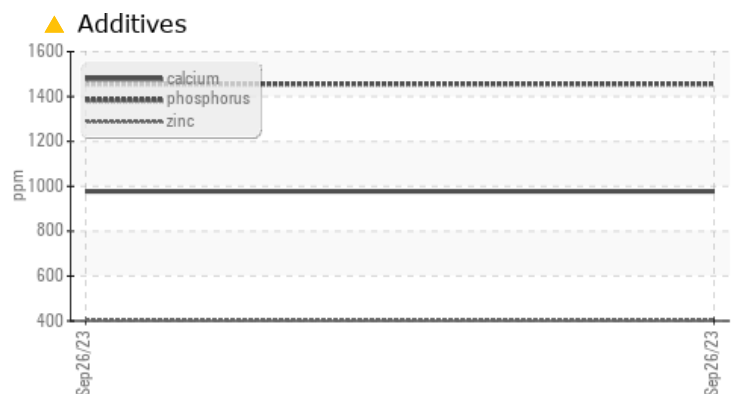 Additives
1600
1400
1200
1000
800
600
400
ppm
calcium
phosphorus
zinc
Sep26/23
Sep26/23